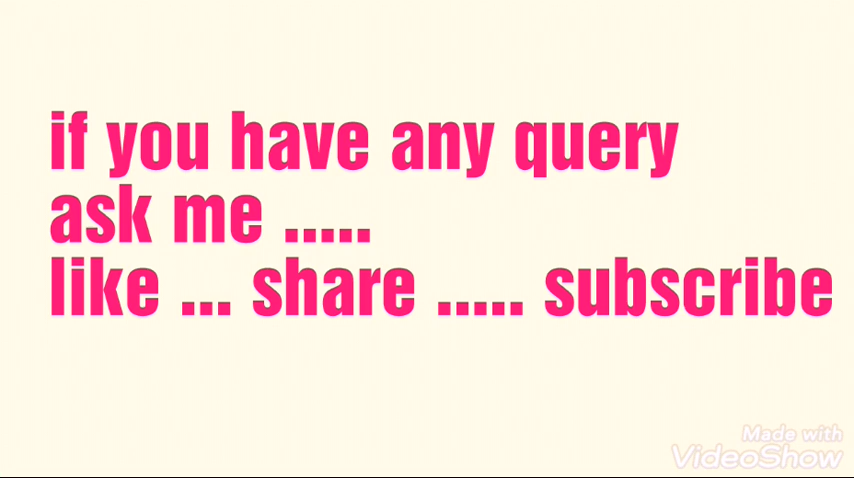 if you have any query
ask me .....
like ... share ..... subscribe
Made with
VideoShow